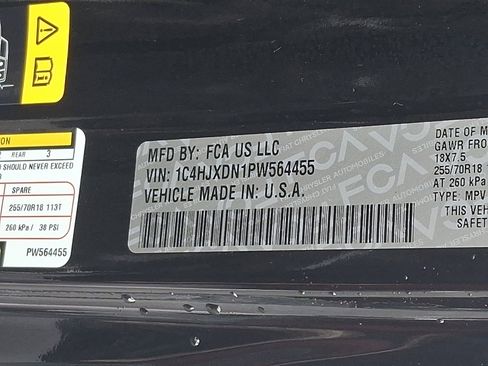 ON
2 REAR 3
D SHOULD NEVER EXCEED
SPARE
255/70R18 113T
260 kPa / 38 PSI
PW564455
MFD BY: FCA US LLC
VIN: 1C4HJXDN1PW564455
VEHICLE MADE IN U.S.A.
DATE OF M
GAWR FRON
18X7.5
255/70R18
AT 260 kPa
TYPE: MPV
THIS VEH
SAFET